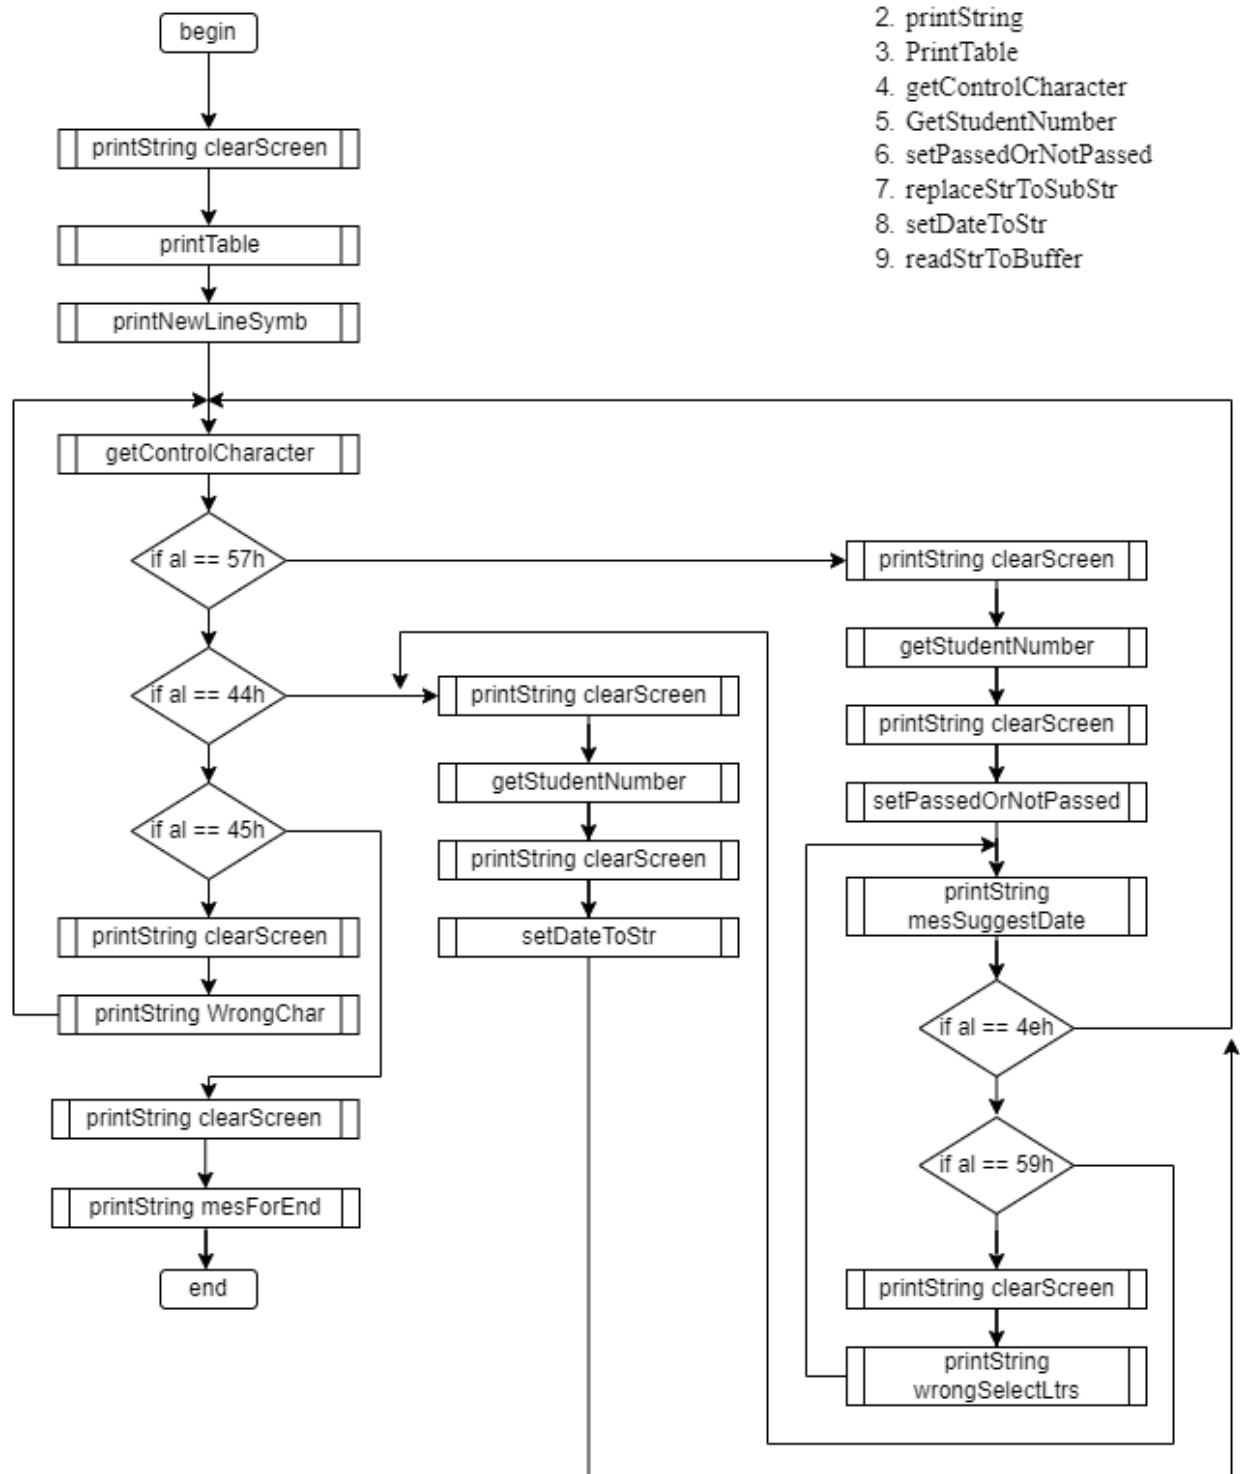 begin
printString clearScreen
printTable
printNewLineSymb
getControlCharacter
if al == 57h
if al == 44h
if al == 45h
printString clearScreen
printString WrongChar
printString clearScreen
printString mesForEnd
end
printString clearScreen
getStudentNumber
printString clearScreen
setDateToStr
2. printString
3. PrintTable
4. getControlCharacter
5. GetStudentNumber
6. setPassedOrNotPassed
7. replaceStrToSubStr
8. setDateToStr
9. readStrToBuffer
printString clearScreen
getStudentNumber
printString clearScreen
setPassedOrNotPassed
printString
mesSuggestDate
if al == 4eh
if al == 59h
printString clearScreen
printString
wrongSelectLtrs